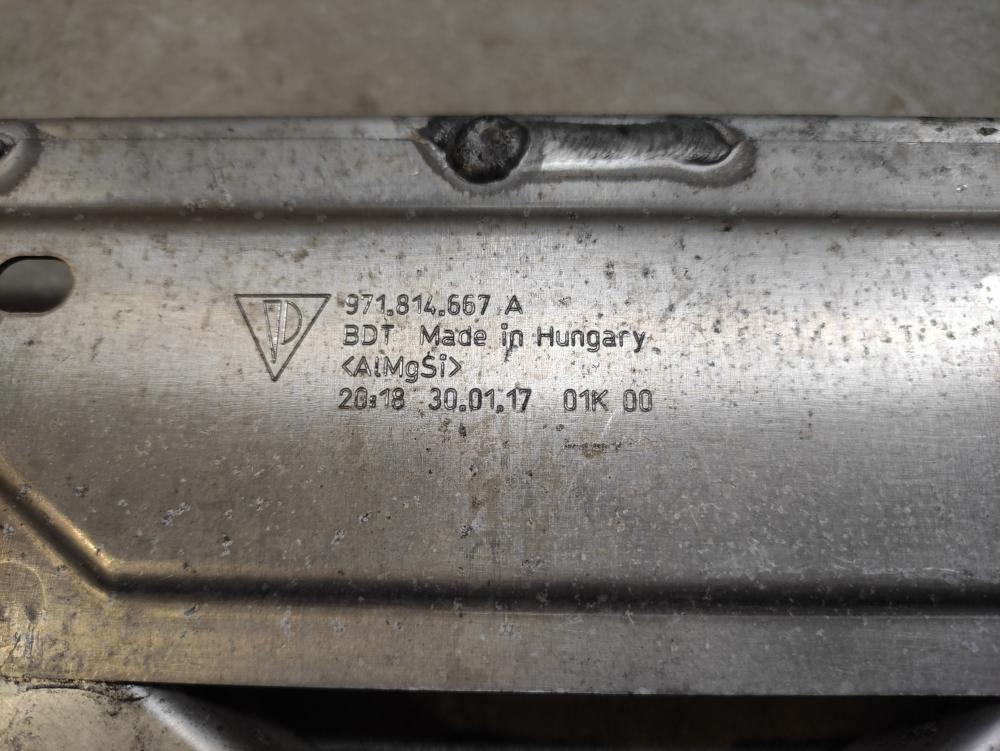 971.814.667.A
BDT Made in Hungary
<AlMgSi>
20:18 30.01.17 01K 00